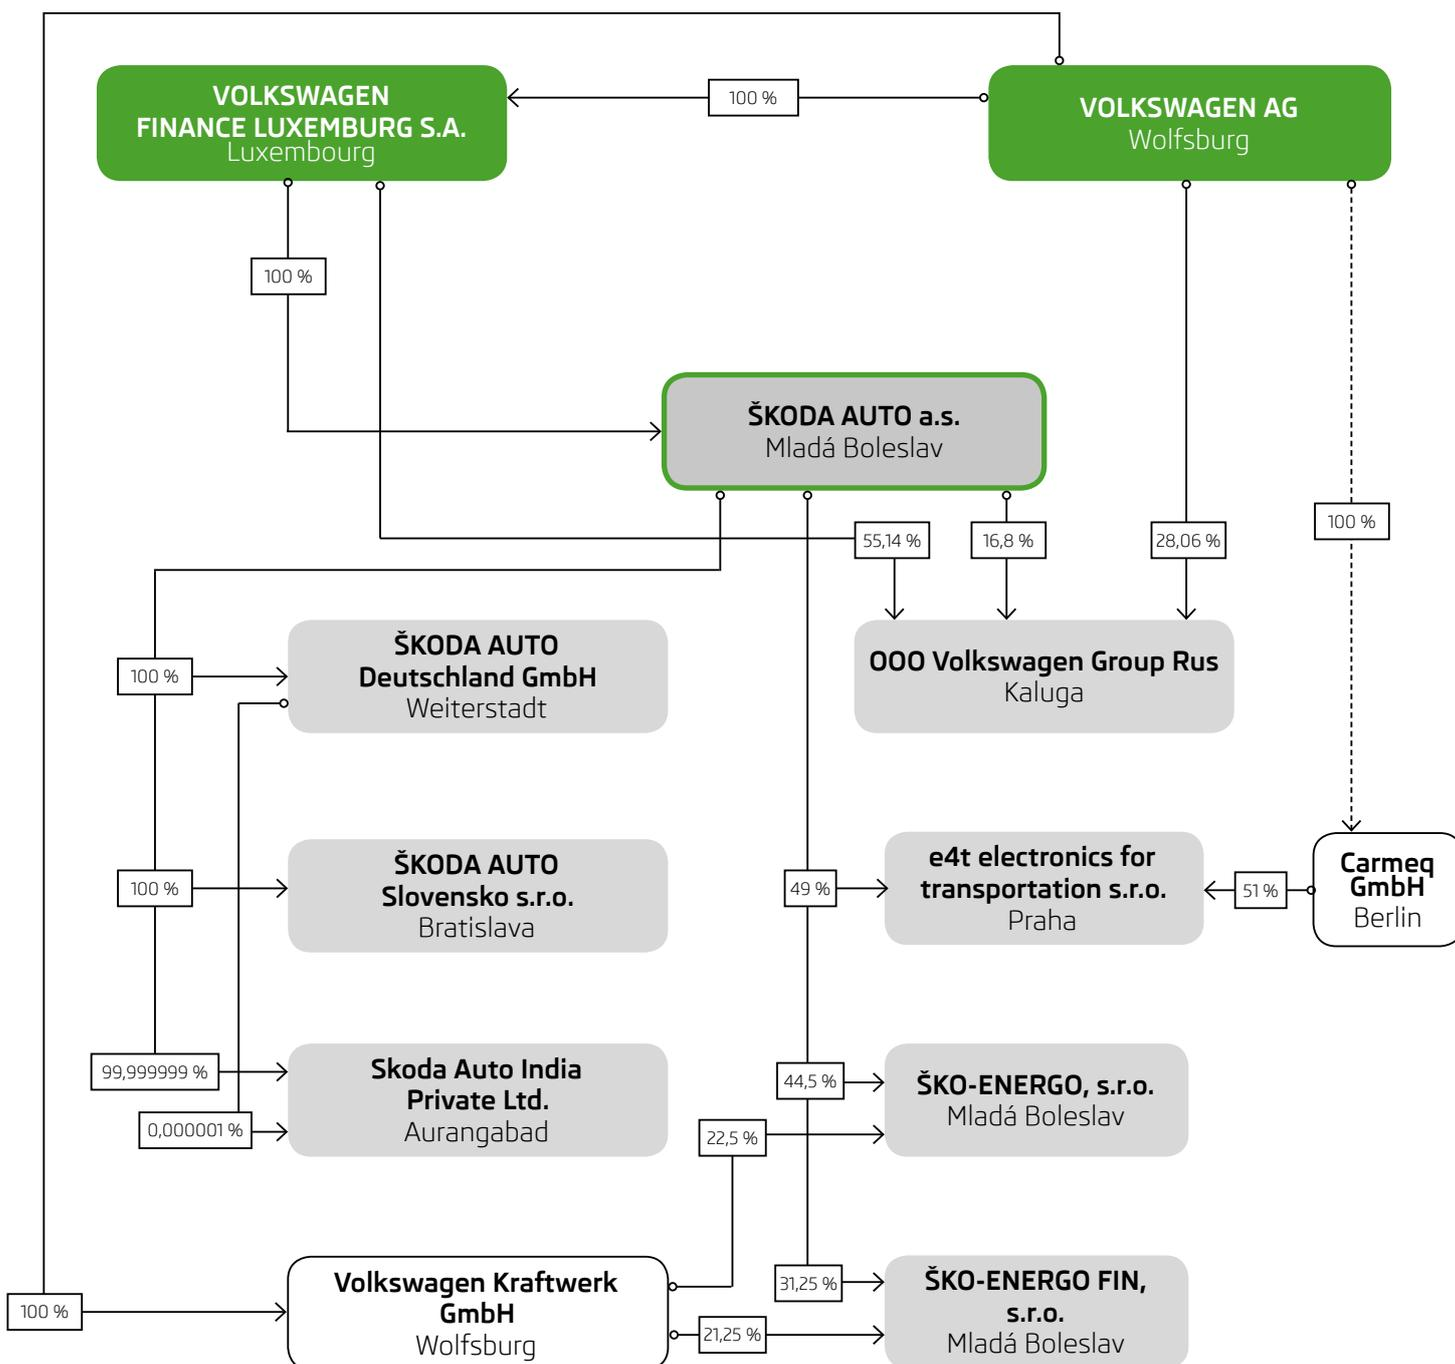 VOLKSWAGEN
FINANCE LUXEMBURG S.A.
Luxembourg
100 %
VOLKSWAGEN AG
Wolfsburg
100 %
ŠKODA AUTO a.s.
Mladá Boleslav
100 %
55,14 %
16,8 %
28,06 %
ŠKODA AUTO
Deutschland GmbH
Weiterstadt
100 %
OOO Volkswagen Group Rus
Kaluga
ŠKODA AUTO
Slovensko s.r.o.
Bratislava
100 %
49 %
e4t electronics for
transportation s.r.o.
Praha
51 %
Carmeq
GmbH
Berlin
99,999999 %
0,000001 %
Skoda Auto India
Private Ltd.
Aurangabad
44,5 %
22,5 %
ŠKO-ENERGO, s.r.o.
Mladá Boleslav
100 %
Volkswagen Kraftwerk
GmbH
Wolfsburg
31,25 %
21,25 %
ŠKO-ENERGO FIN,
s.r.o.
Mladá Boleslav